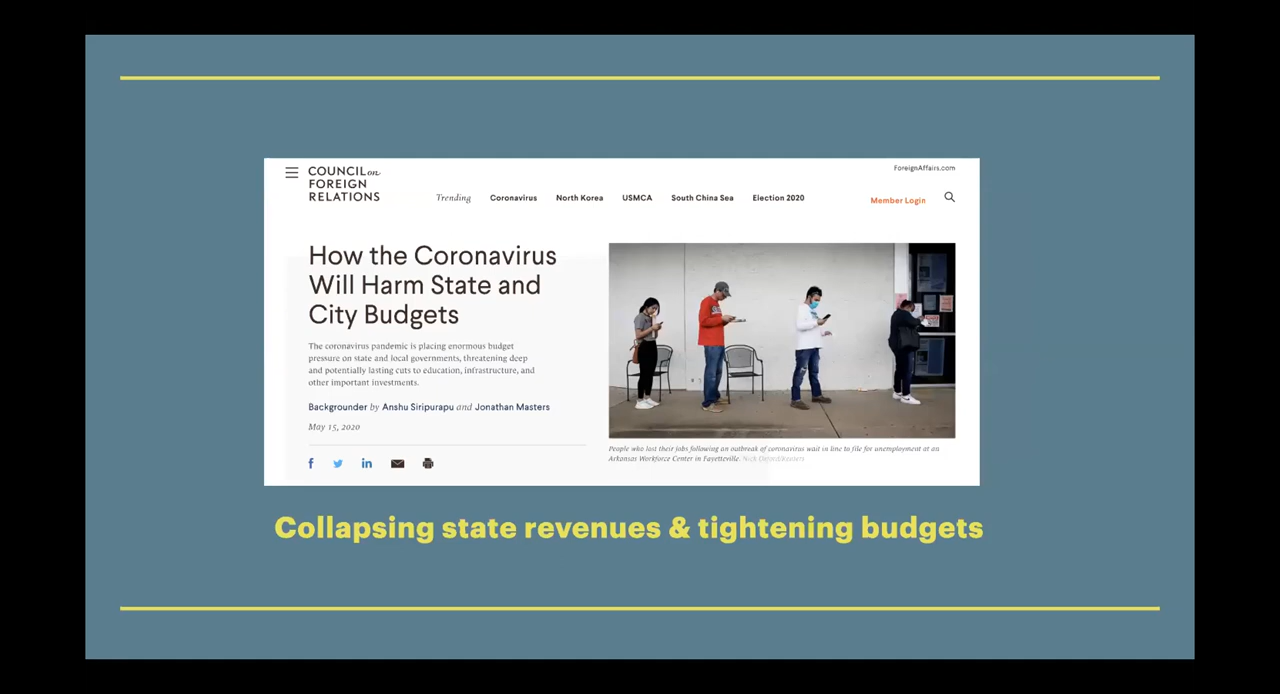 COUNCIL on
FOREIGN
RELATIONS
ForeignAffairs.com
Trending Coronavirus North Korea USMCA South China Sea Election 2020
Member Login
How the Coronavirus
Will Harm State and
City Budgets
The coronavirus pandemic is placing enormous budget
pressure on state and local governments, threatening deep
and potentially lasting cuts to education, infrastructure, and
other important investments.
Backgrounder by Anshu Siripurapu and Jonathan Masters
May 15, 2020
People who lost their jobs following an outbreak of coronavirus wait in line to file for unemployment at an
Arkansas Workforce Center in Fayetteville. Nick
Collapsing state revenues & tightening budgets